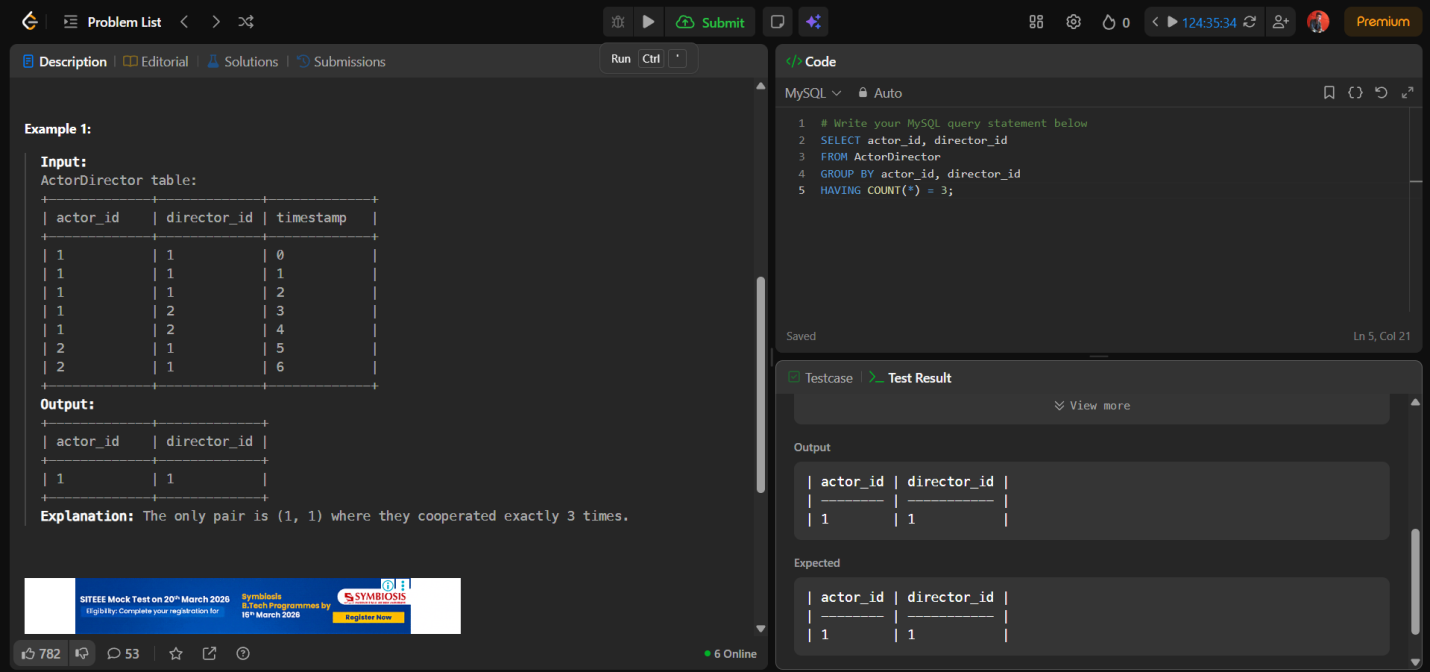 Problem List
Submit
0
124:35:34
Premium
Description | Editorial | Solutions | Submissions
Run Ctrl '
Example 1:
Input:
ActorDirector table:
+-------------+-------------+-------------+
| actor_id    | director_id | timestamp   |
+-------------+-------------+-------------+
| 1           | 1           | 0           |
| 1           | 1           | 1           |
| 1           | 1           | 2           |
| 1           | 2           | 3           |
| 1           | 2           | 4           |
| 2           | 1           | 5           |
| 2           | 1           | 6           |
+-------------+-------------+-------------+
Output:
+-------------+-------------+
| actor_id    | director_id |
+-------------+-------------+
| 1           | 1           |
+-------------+-------------+
Explanation: The only pair is (1, 1) where they cooperated exactly 3 times.
SITEEE Mock Test on 20th March 2026
Eligibility: Complete your registration for
Symbiosis
B.Tech Programmes by
15th March 2026
SYMBIOSIS
Register Now
782
53
6 Online
</> Code
MySQL
Auto
1 # Write your MySQL query statement below
2 SELECT actor_id, director_id
3 FROM ActorDirector
4 GROUP BY actor_id, director_id
5 HAVING COUNT(*) = 3;
Saved
Ln 5, Col 21
Testcase | >_ Test Result
View more
Output
| actor_id | director_id |
| -------- | ----------- |
| 1        | 1           |
Expected
| actor_id | director_id |
| -------- | ----------- |
| 1        | 1           |